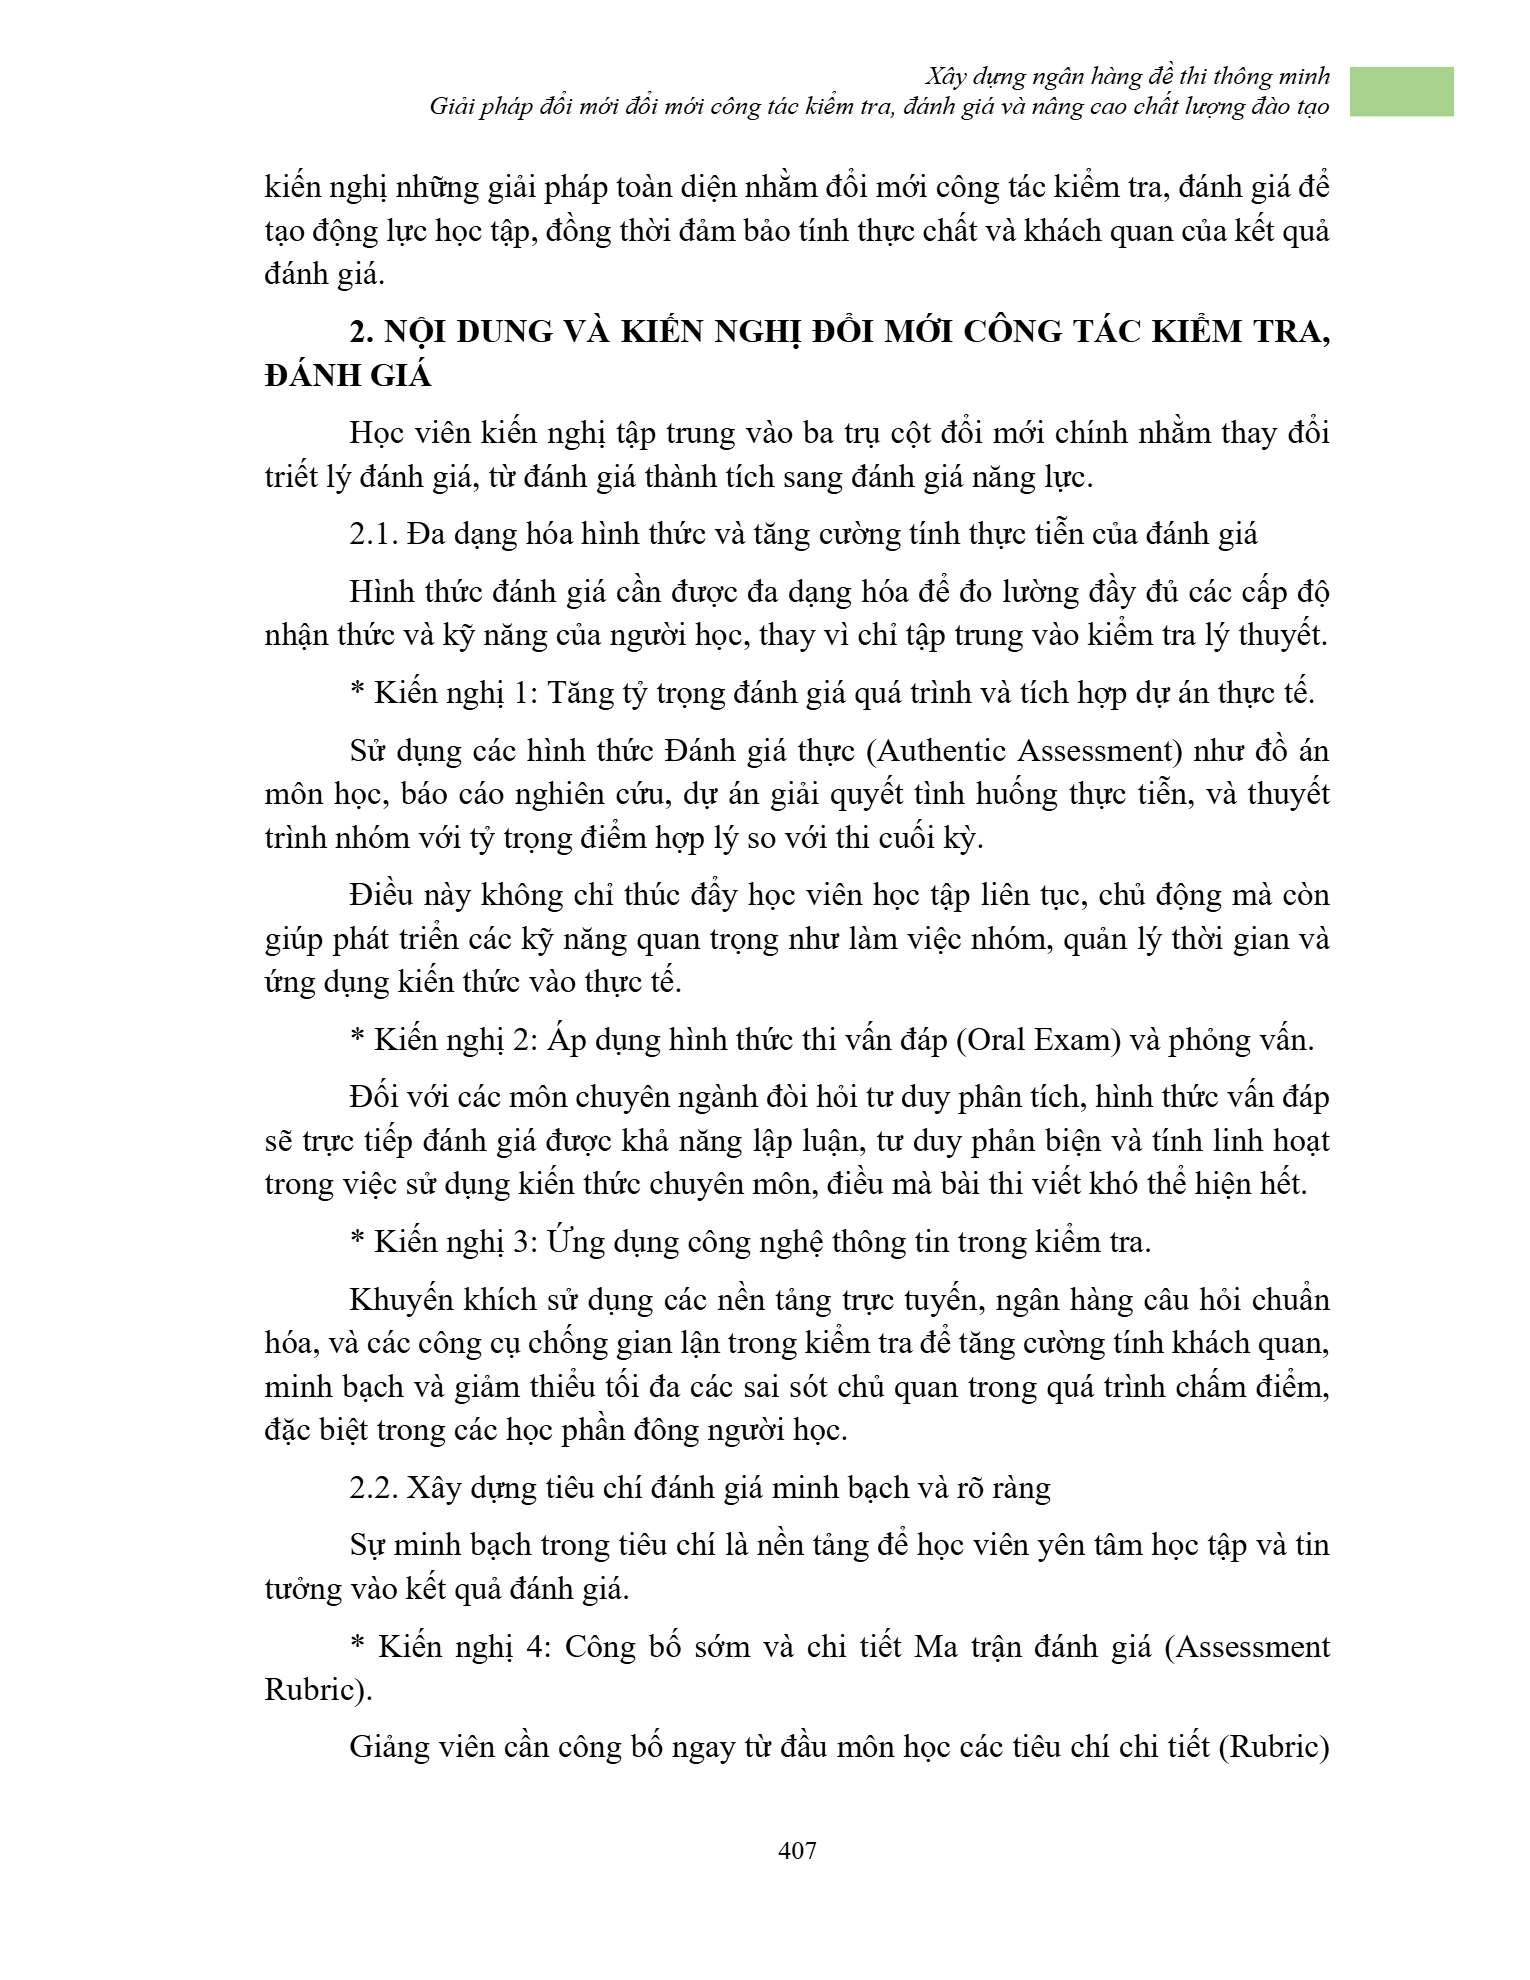 Xây dựng ngân hàng đề thi thông minh
Giải pháp đổi mới đổi mới công tác kiểm tra, đánh giá và nâng cao chất lượng đào tạo
kiến nghị những giải pháp toàn diện nhằm đổi mới công tác kiểm tra, đánh giá để
tạo động lực học tập, đồng thời đảm bảo tính thực chất và khách quan của kết quả
đánh giá.
2. NỘI DUNG VÀ KIẾN NGHỊ ĐỔI MỚI CÔNG TÁC KIỂM TRA,
ĐÁNH GIÁ
Học viên kiến nghị tập trung vào ba trụ cột đổi mới chính nhằm thay đổi
triết lý đánh giá, từ đánh giá thành tích sang đánh giá năng lực.
2.1. Đa dạng hóa hình thức và tăng cường tính thực tiễn của đánh giá
Hình thức đánh giá cần được đa dạng hóa để đo lường đầy đủ các cấp độ
nhận thức và kỹ năng của người học, thay vì chỉ tập trung vào kiểm tra lý thuyết.
* Kiến nghị 1: Tăng tỷ trọng đánh giá quá trình và tích hợp dự án thực tế.
Sử dụng các hình thức Đánh giá thực (Authentic Assessment) như đồ án
môn học, báo cáo nghiên cứu, dự án giải quyết tình huống thực tiễn, và thuyết
trình nhóm với tỷ trọng điểm hợp lý so với thi cuối kỳ.
Điều này không chỉ thúc đẩy học viên học tập liên tục, chủ động mà còn
giúp phát triển các kỹ năng quan trọng như làm việc nhóm, quản lý thời gian và
ứng dụng kiến thức vào thực tế.
* Kiến nghị 2: Áp dụng hình thức thi vấn đáp (Oral Exam) và phỏng vấn.
Đối với các môn chuyên ngành đòi hỏi tư duy phân tích, hình thức vấn đáp
sẽ trực tiếp đánh giá được khả năng lập luận, tư duy phản biện và tính linh hoạt
trong việc sử dụng kiến thức chuyên môn, điều mà bài thi viết khó thể hiện hết.
* Kiến nghị 3: Ứng dụng công nghệ thông tin trong kiểm tra.
Khuyến khích sử dụng các nền tảng trực tuyến, ngân hàng câu hỏi chuẩn
hóa, và các công cụ chống gian lận trong kiểm tra để tăng cường tính khách quan,
minh bạch và giảm thiểu tối đa các sai sót chủ quan trong quá trình chấm điểm,
đặc biệt trong các học phần đông người học.
2.2. Xây dựng tiêu chí đánh giá minh bạch và rõ ràng
Sự minh bạch trong tiêu chí là nền tảng để học viên yên tâm học tập và tin
tưởng vào kết quả đánh giá.
* Kiến nghị 4: Công bố sớm và chi tiết Ma trận đánh giá (Assessment
Rubric).
Giảng viên cần công bố ngay từ đầu môn học các tiêu chí chi tiết (Rubric)
407